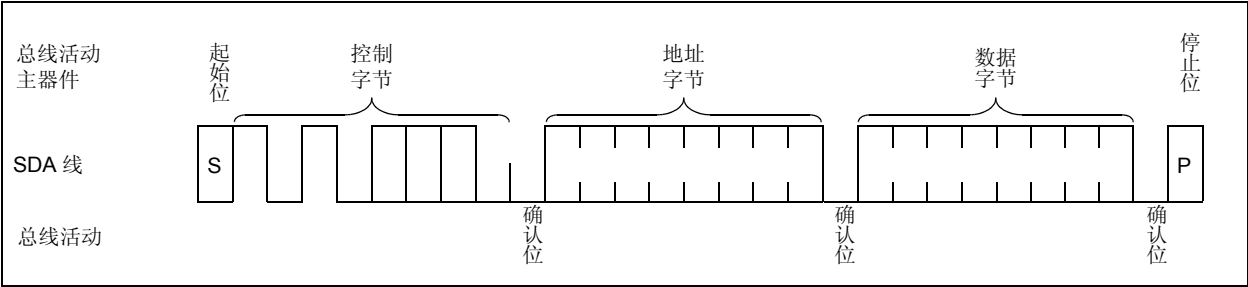 总线活动
主器件
起始位
控制
字节
地址
字节
数据
字节
停止位
SDA 线
S
P
总线活动
确认位
确认位
确认位